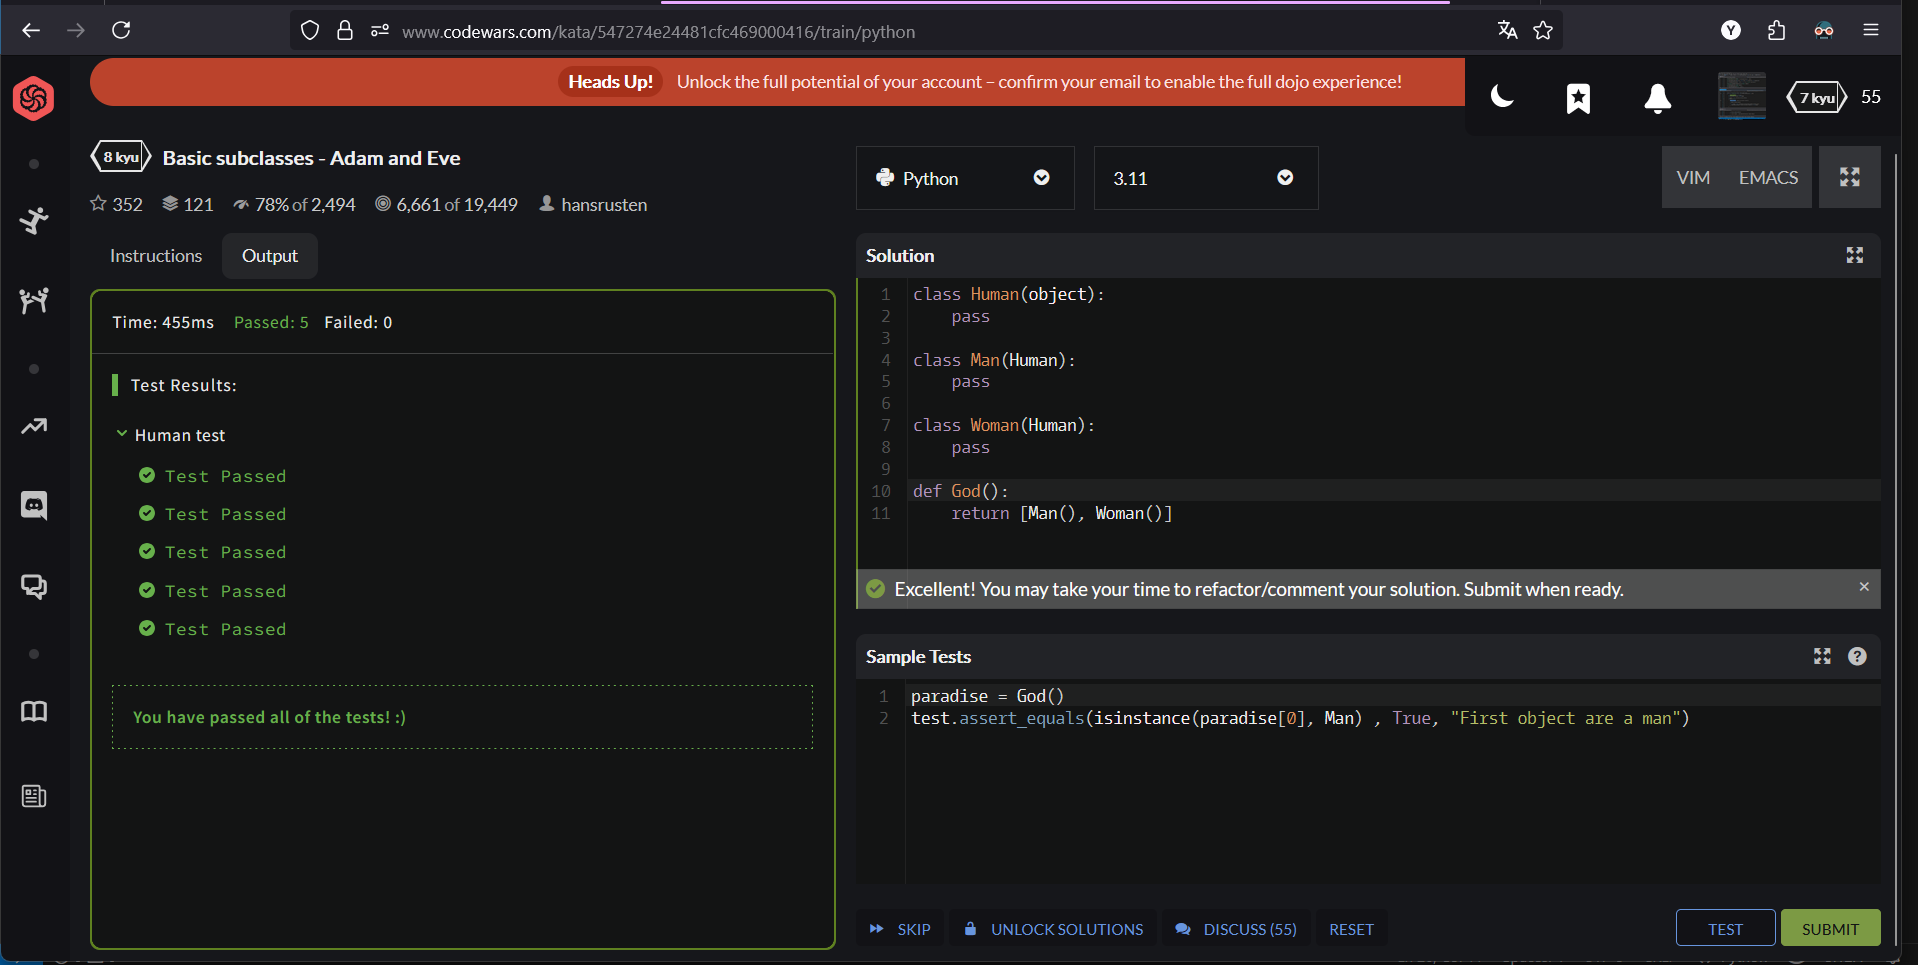 www.codewars.com/kata/547274e24481cfc469000416/train/python
Y
Heads Up! Unlock the full potential of your account – confirm your email to enable the full dojo experience!
7 kyu 55
8 kyu Basic subclasses - Adam and Eve
352 121 78% of 2,494 6,661 of 19,449 hansrusten
Python
3.11
VIM EMACS
Instructions Output
Time: 455ms Passed: 5 Failed: 0
Test Results:
Human test
Test Passed
Test Passed
Test Passed
Test Passed
Test Passed
You have passed all of the tests! :)
Solution
1 class Human(object):
2     pass
3
4 class Man(Human):
5     pass
6
7 class Woman(Human):
8     pass
9
10 def God():
11     return [Man(), Woman()]
Excellent! You may take your time to refactor/comment your solution. Submit when ready.
Sample Tests
1 paradise = God()
2 test.assert_equals(isinstance(paradise[0], Man) , True, "First object are a man")
SKIP UNLOCK SOLUTIONS DISCUSS (55) RESET TEST SUBMIT